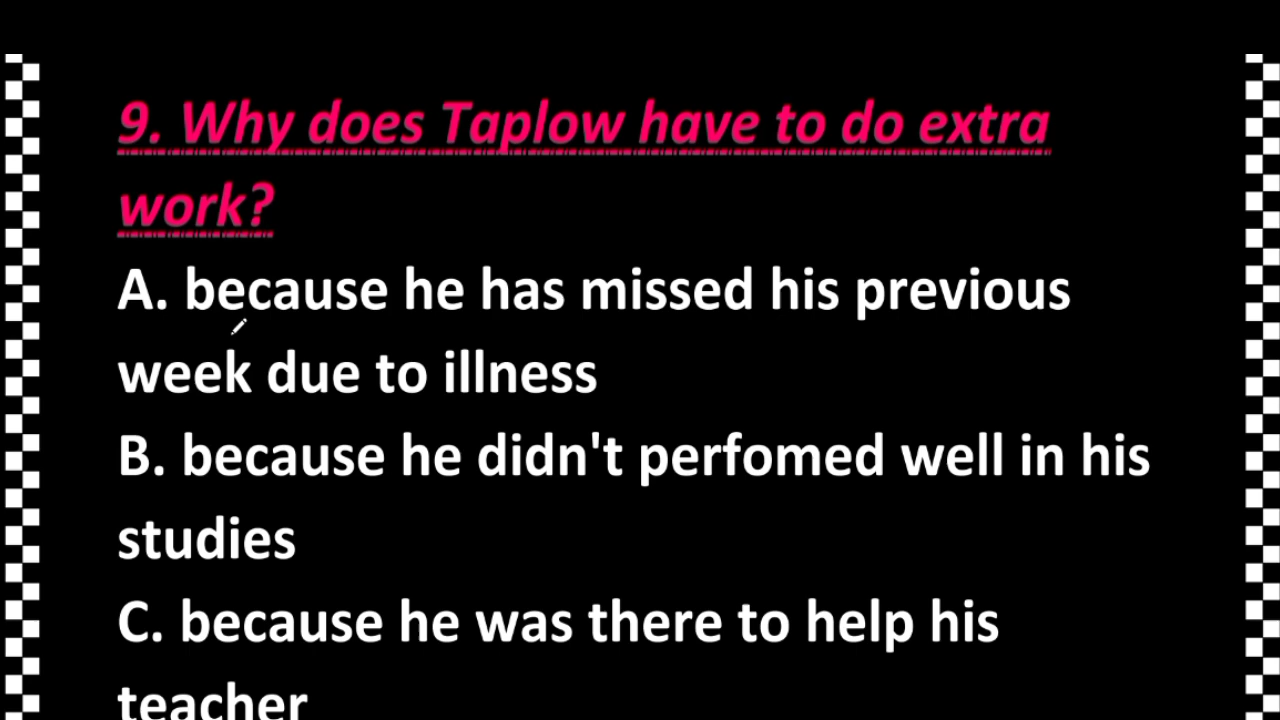 9. Why does Taplow have to do extra
work?
A. because he has missed his previous
week due to illness
B. because he didn't perfomed well in his
studies
C. because he was there to help his
teacher